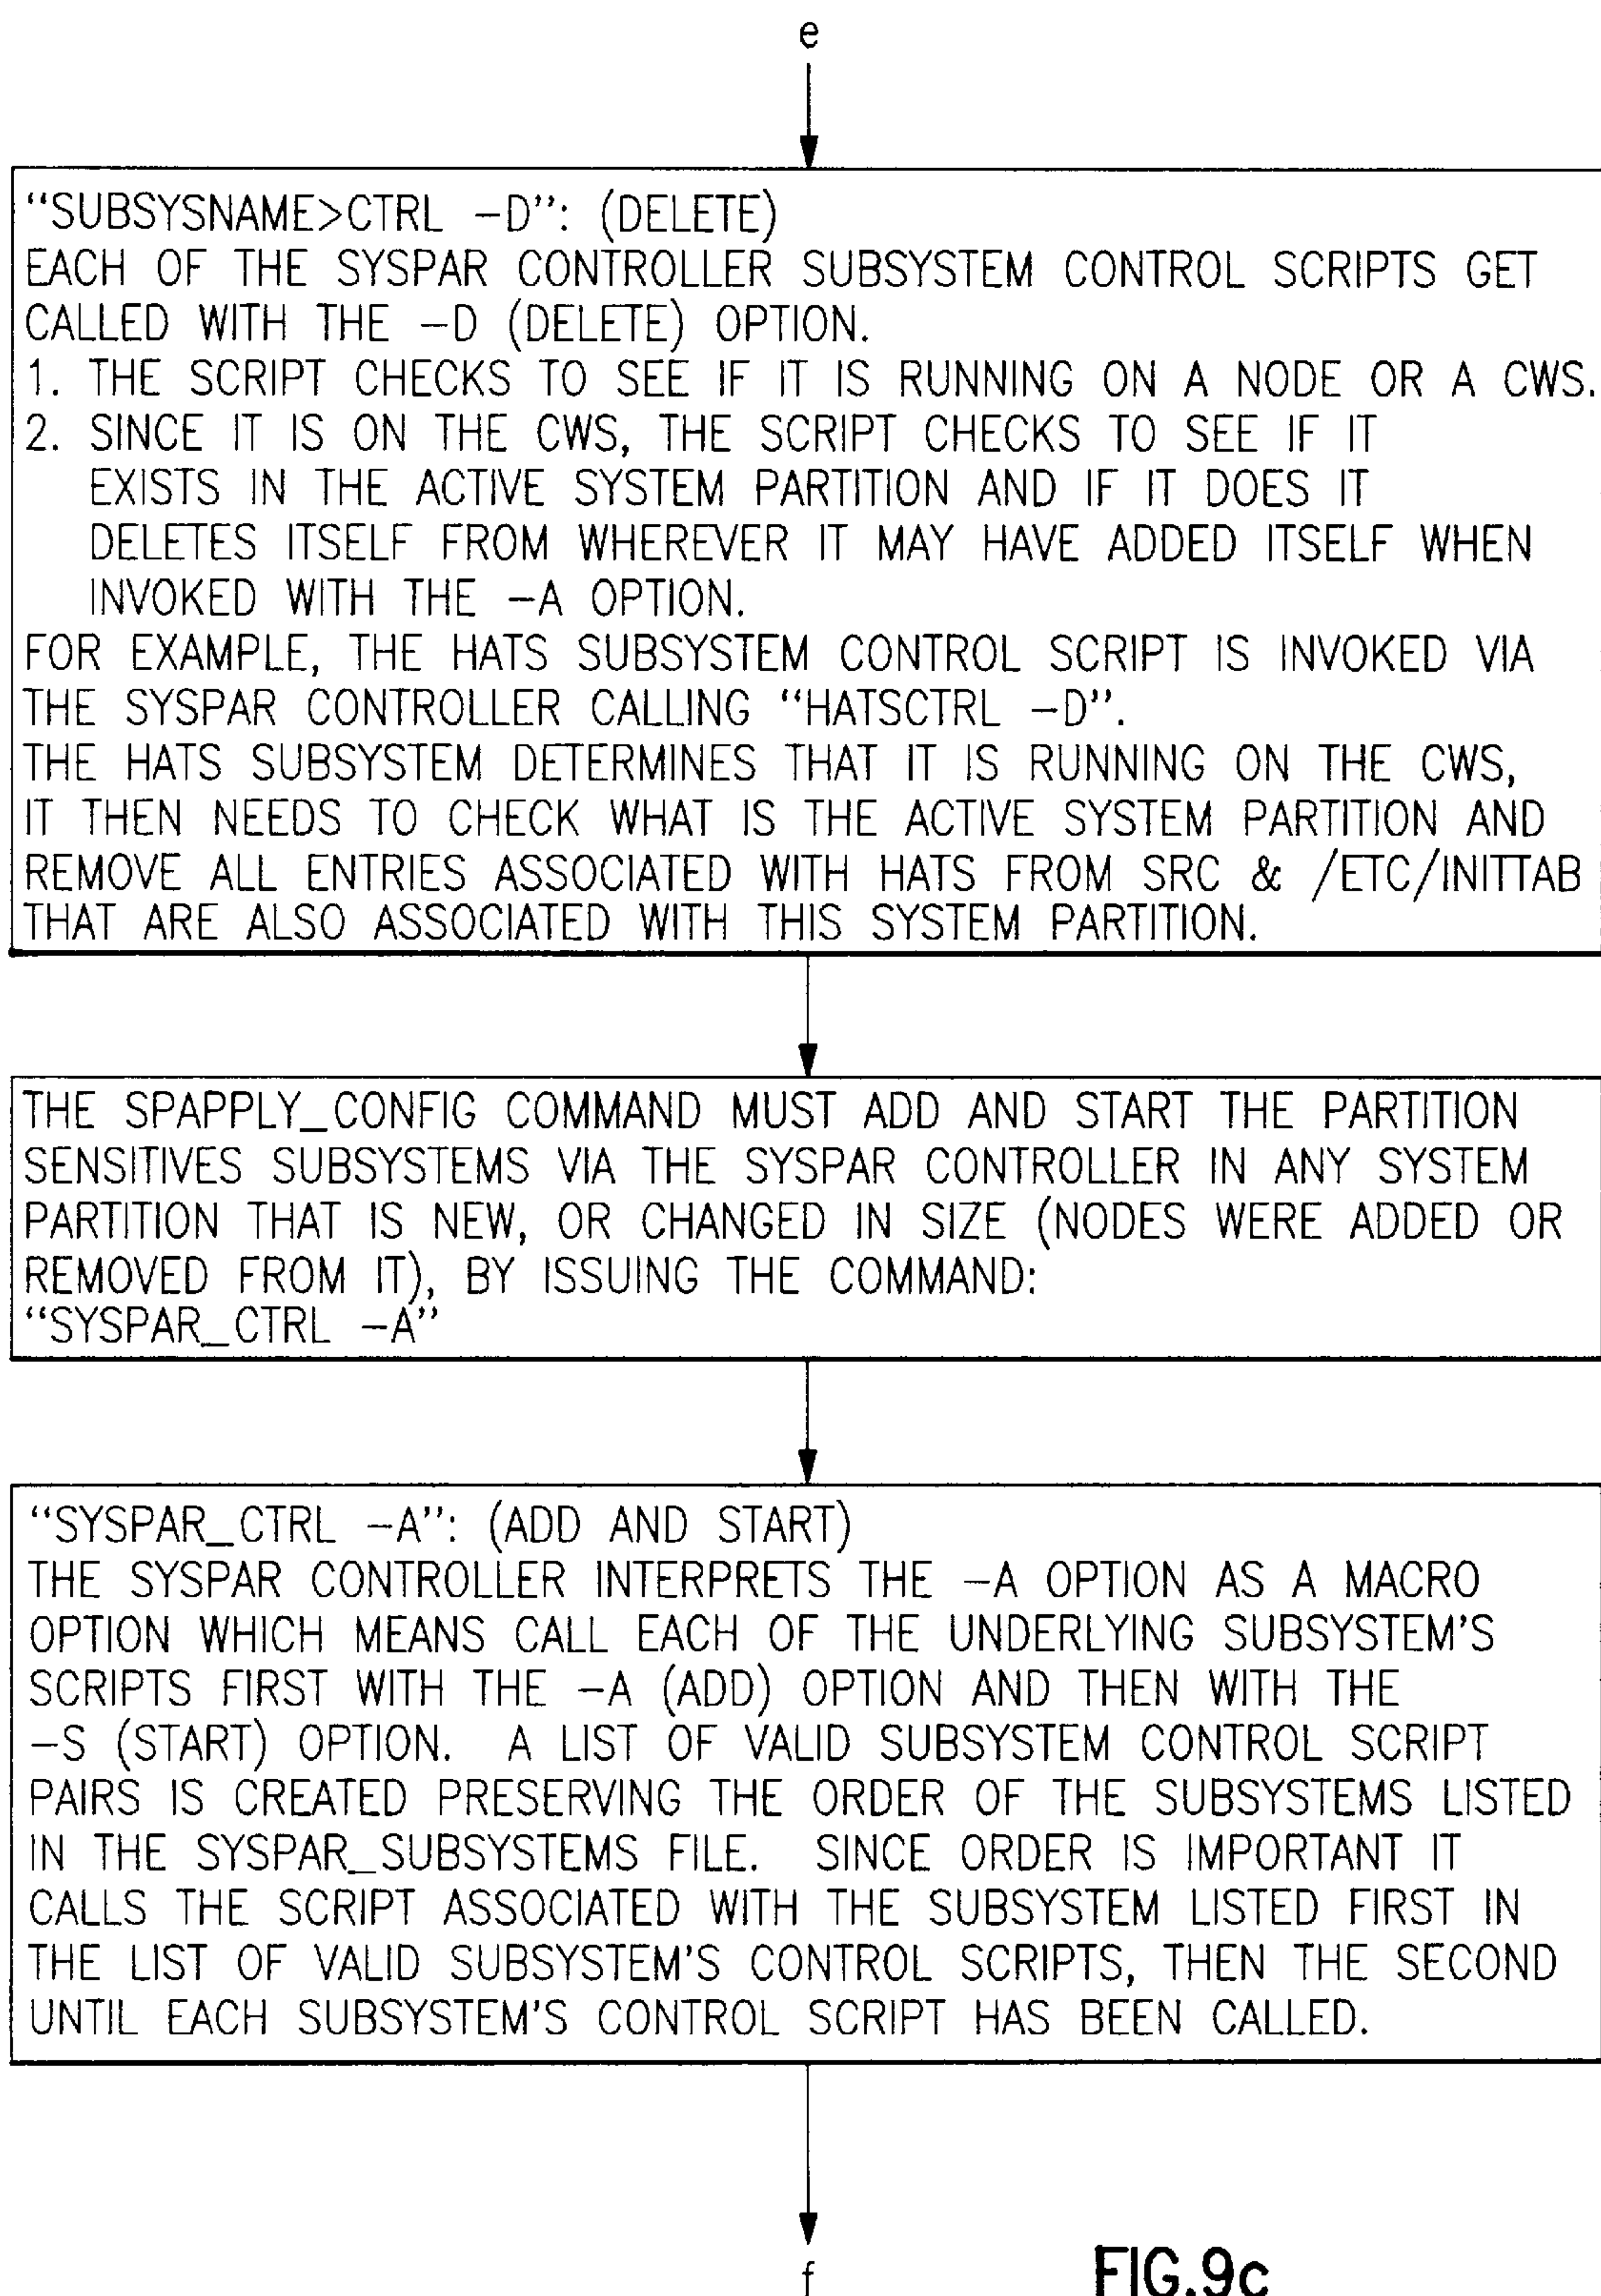 e
“SUBSYSNAME>CTRL –D”: (DELETE)
EACH OF THE SYSPAR CONTROLLER SUBSYSTEM CONTROL SCRIPTS GET
CALLED WITH THE –D (DELETE) OPTION.
1. THE SCRIPT CHECKS TO SEE IF IT IS RUNNING ON A NODE OR A CWS.
2. SINCE IT IS ON THE CWS, THE SCRIPT CHECKS TO SEE IF IT
EXISTS IN THE ACTIVE SYSTEM PARTITION AND IF IT DOES IT
DELETES ITSELF FROM WHEREVER IT MAY HAVE ADDED ITSELF WHEN
INVOKED WITH THE –A OPTION.
FOR EXAMPLE, THE HATS SUBSYSTEM CONTROL SCRIPT IS INVOKED VIA
THE SYSPAR CONTROLLER CALLING “HATSCTRL –D”.
THE HATS SUBSYSTEM DETERMINES THAT IT IS RUNNING ON THE CWS,
IT THEN NEEDS TO CHECK WHAT IS THE ACTIVE SYSTEM PARTITION AND
REMOVE ALL ENTRIES ASSOCIATED WITH HATS FROM SRC & /ETC/INITTAB
THAT ARE ALSO ASSOCIATED WITH THIS SYSTEM PARTITION.
THE SPAPPLY_CONFIG COMMAND MUST ADD AND START THE PARTITION
SENSITIVES SUBSYSTEMS VIA THE SYSPAR CONTROLLER IN ANY SYSTEM
PARTITION THAT IS NEW, OR CHANGED IN SIZE (NODES WERE ADDED OR
REMOVED FROM IT), BY ISSUING THE COMMAND:
“SYSPAR_CTRL –A”
“SYSPAR_CTRL –A”: (ADD AND START)
THE SYSPAR CONTROLLER INTERPRETS THE –A OPTION AS A MACRO
OPTION WHICH MEANS CALL EACH OF THE UNDERLYING SUBSYSTEM'S
SCRIPTS FIRST WITH THE –A (ADD) OPTION AND THEN WITH THE
–S (START) OPTION. A LIST OF VALID SUBSYSTEM CONTROL SCRIPT
PAIRS IS CREATED PRESERVING THE ORDER OF THE SUBSYSTEMS LISTED
IN THE SYSPAR_SUBSYSTEMS FILE. SINCE ORDER IS IMPORTANT IT
CALLS THE SCRIPT ASSOCIATED WITH THE SUBSYSTEM LISTED FIRST IN
THE LIST OF VALID SUBSYSTEM'S CONTROL SCRIPTS, THEN THE SECOND
UNTIL EACH SUBSYSTEM'S CONTROL SCRIPT HAS BEEN CALLED.
f
FIG.9c